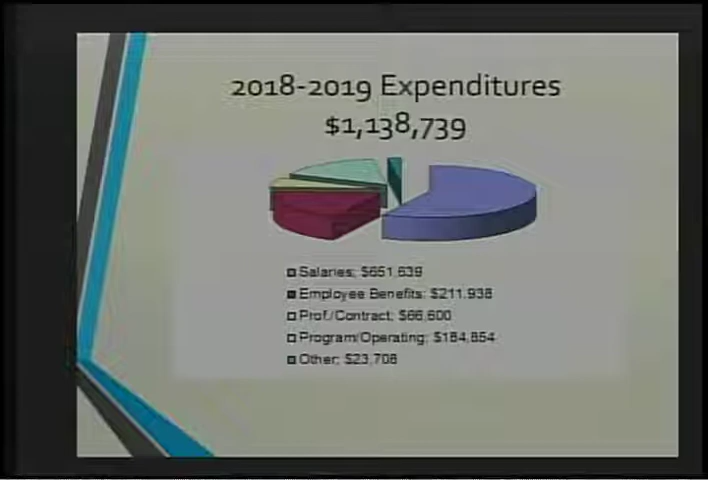 2018-2019 Expenditures
$1,138,739
Salaries; $651,639
Employee Benefits; $211,938
Prof./Contract; $66,600
Program/Operating; $184,854
Other; $23,708